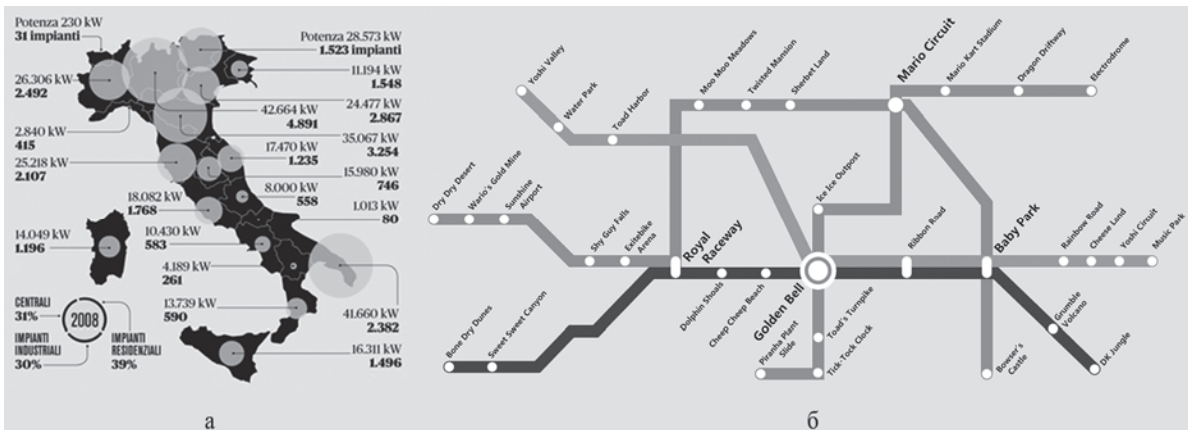 Potenza 230 kW
31 impianti
Potenza 28.573 kW
1.523 impianti
26.306 kW
2.492
11.194 kW
1.548
42.664 kW
4.891
24.477 kW
2.867
2.840 kW
415
35.067 kW
3.254
17.470 kW
1.235
25.218 kW
2.107
15.980 kW
746
8.000 kW
558
18.082 kW
1.768
1.013 kW
80
14.049 kW
1.196
10.430 kW
583
4.189 kW
261
13.739 kW
590
41.660 kW
2.382
16.311 kW
1.496
CENTRALI
31%
2008
IMPIANTI
INDUSTRIALI
30%
IMPIANTI
RESIDENZIALI
39%
а
Yoshi Valley
Water Park
Toad Harbor
Moo Moo Meadows
Twisted Mansion
Sherbet Land
Mario Circuit
Mario Kart Stadium
Dragon Driftway
Electrodrome
Dry Dry Desert
Wario's Gold Mine
Sunshine
Airport
Shy Guy Falls
Exitebike
Arena
Royal
Raceway
Ice Ice Outpost
Ribbon Road
Baby Park
Rainbow Road
Cheese Land
Yoshi Circuit
Music Park
Bone Dry Dunes
Sweet Sweet Canyon
Dolphin Shoals
Cheep Cheep Beach
Golden Bell
Piranha Plant
Slide
Toad's Turnpike
Tick-Tock Clock
Bowser's
Castle
Grumble
Volcano
DK Jungle
б